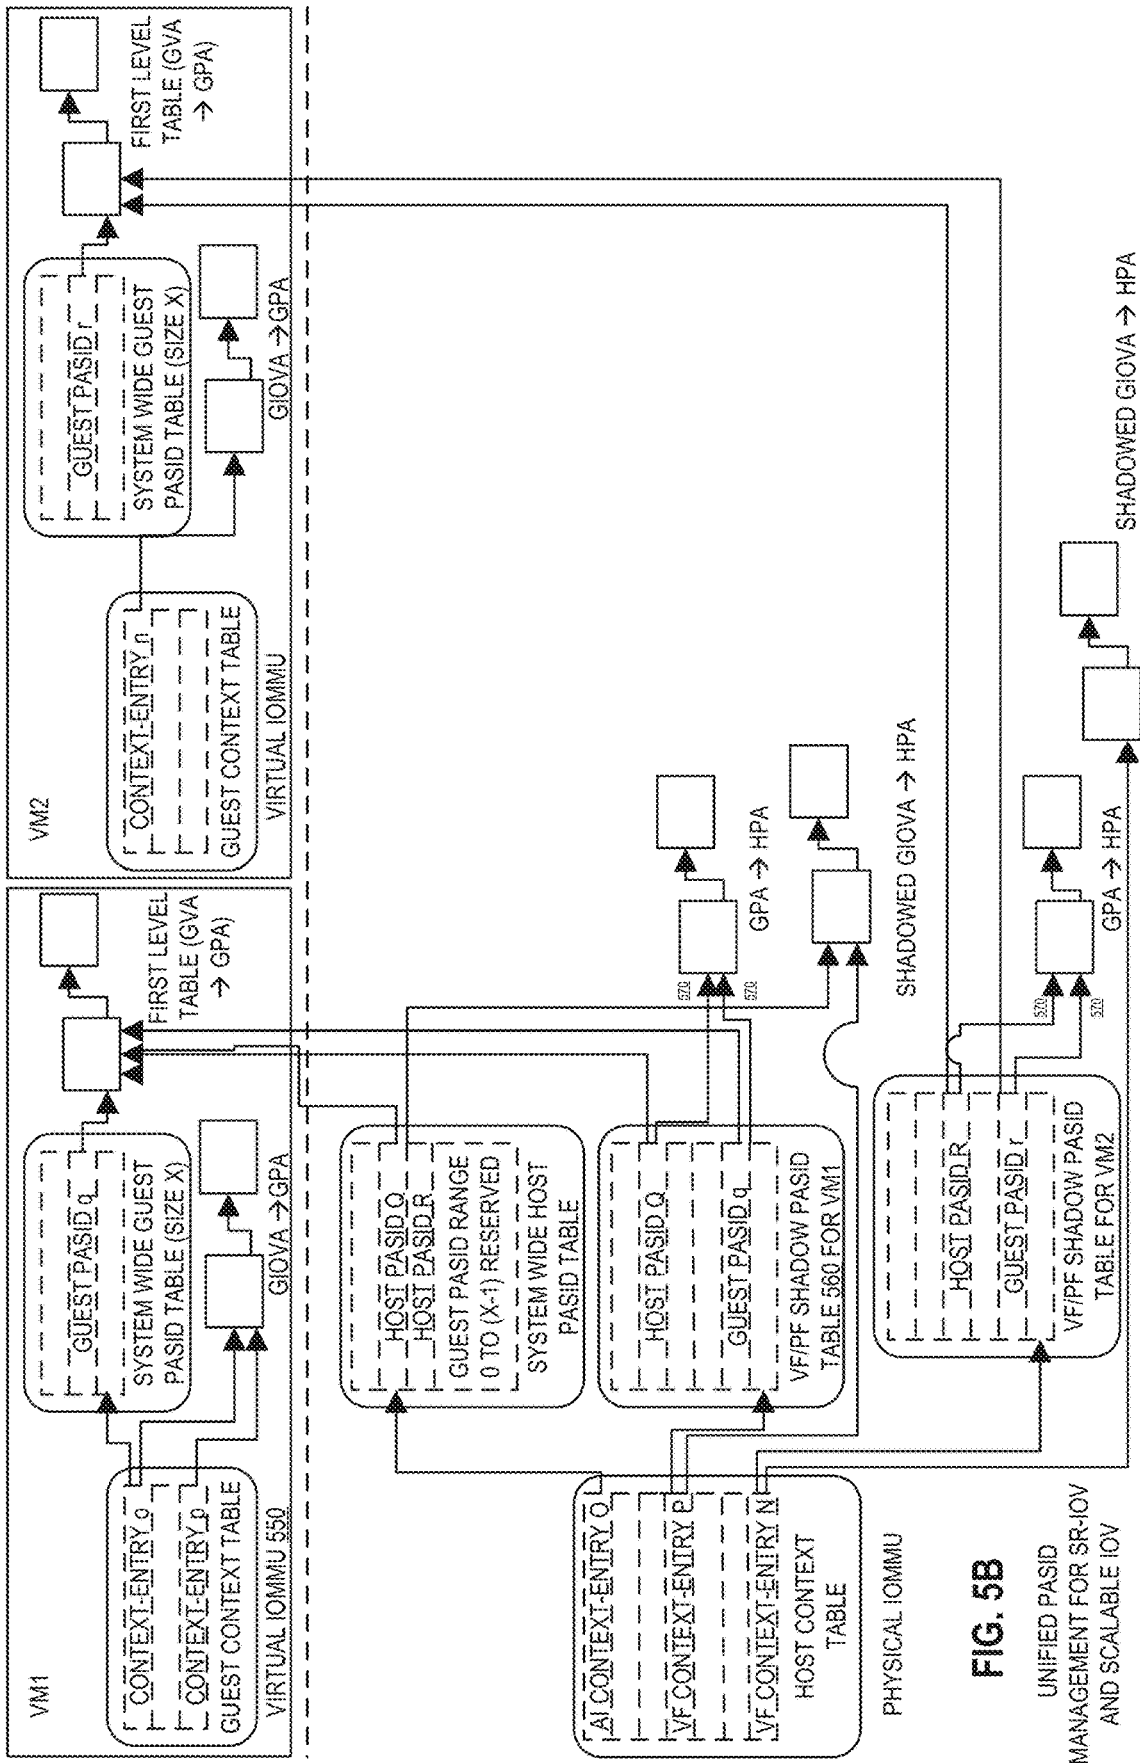 VM1
CONTEXT-ENTRY o
CONTEXT-ENTRY p
GUEST CONTEXT TABLE
VIRTUAL IOMMU 550
GUEST PASID q
SYSTEM WIDE GUEST
PASID TABLE (SIZE X)
GIOVA → GPA
FIRST LEVEL
TABLE (GVA
→ GPA)
VM2
CONTEXT-ENTRY n
GUEST CONTEXT TABLE
VIRTUAL IOMMU
GUEST PASID r
SYSTEM WIDE GUEST
PASID TABLE (SIZE X)
GIOVA → GPA
FIRST LEVEL
TABLE (GVA
→ GPA)
HOST PASID Q
HOST PASID R
GUEST PASID RANGE
0 TO (X-1) RESERVED
SYSTEM WIDE HOST
PASID TABLE
HOST PASID Q
GUEST PASID q
VF/PF SHADOW PASID
TABLE 560 FOR VM1
570
570
GPA → HPA
SHADOWED GIOVA → HPA
AI CONTEXT-ENTRY O
VF CONTEXT-ENTRY P
VF CONTEXT-ENTRY N
HOST CONTEXT
TABLE
PHYSICAL IOMMU
HOST PASID R
GUEST PASID r
VF/PF SHADOW PASID
TABLE FOR VM2
570
570
GPA → HPA
SHADOWED GIOVA → HPA
FIG. 5B
UNIFIED PASID
MANAGEMENT FOR SR-IOV
AND SCALABLE IOV